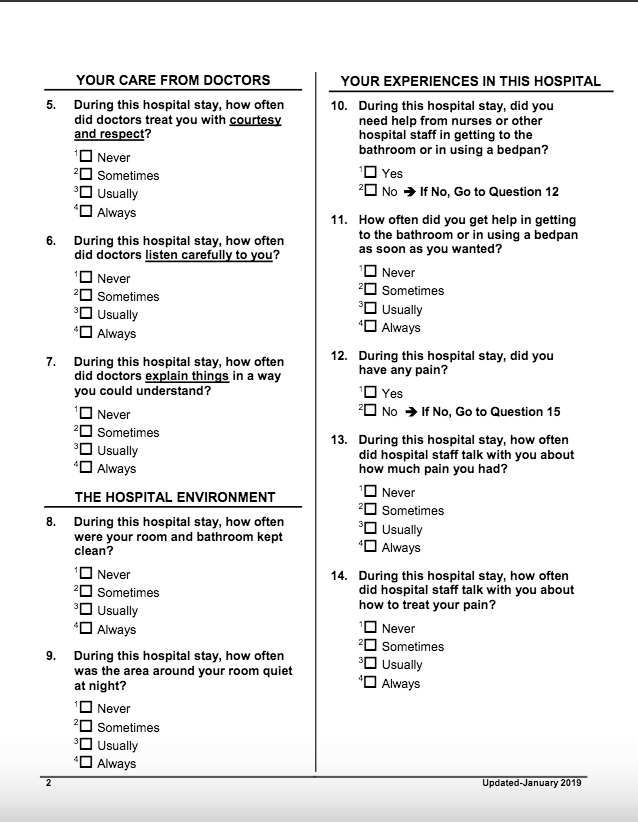 YOUR CARE FROM DOCTORS
5. During this hospital stay, how often
did doctors treat you with courtesy
and respect?
1☐ Never
2☐ Sometimes
3☐ Usually
4☐ Always
6. During this hospital stay, how often
did doctors listen carefully to you?
1☐ Never
2☐ Sometimes
3☐ Usually
4☐ Always
7. During this hospital stay, how often
did doctors explain things in a way
you could understand?
1☐ Never
2☐ Sometimes
3☐ Usually
4☐ Always
THE HOSPITAL ENVIRONMENT
8. During this hospital stay, how often
were your room and bathroom kept
clean?
1☐ Never
2☐ Sometimes
3☐ Usually
4☐ Always
9. During this hospital stay, how often
was the area around your room quiet
at night?
1☐ Never
2☐ Sometimes
3☐ Usually
4☐ Always
YOUR EXPERIENCES IN THIS HOSPITAL
10. During this hospital stay, did you
need help from nurses or other
hospital staff in getting to the
bathroom or in using a bedpan?
1☐ Yes
2☐ No ➔ If No, Go to Question 12
11. How often did you get help in getting
to the bathroom or in using a bedpan
as soon as you wanted?
1☐ Never
2☐ Sometimes
3☐ Usually
4☐ Always
12. During this hospital stay, did you
have any pain?
1☐ Yes
2☐ No ➔ If No, Go to Question 15
13. During this hospital stay, how often
did hospital staff talk with you about
how much pain you had?
1☐ Never
2☐ Sometimes
3☐ Usually
4☐ Always
14. During this hospital stay, how often
did hospital staff talk with you about
how to treat your pain?
1☐ Never
2☐ Sometimes
3☐ Usually
4☐ Always
2 Updated-January 2019